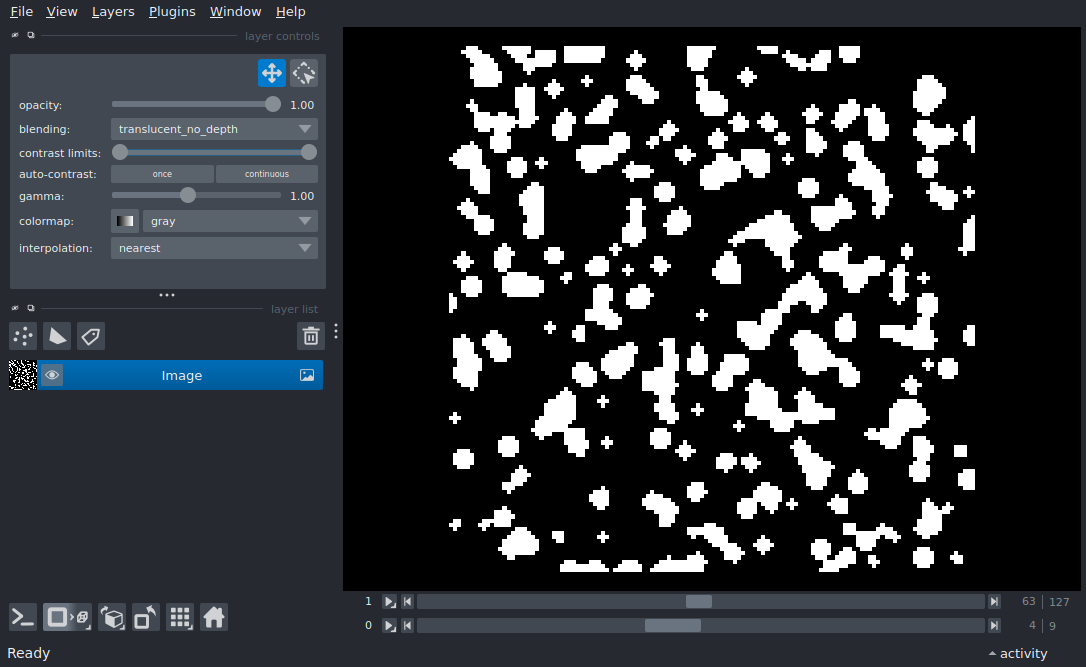 File View Layers Plugins Window Help
layer controls
opacity: 1.00
blending: translucent_no_depth
contrast limits:
auto-contrast: once continuous
gamma: 1.00
colormap: gray
interpolation: nearest
layer list
Image
1 63 | 127
0 4 | 9
Ready activity